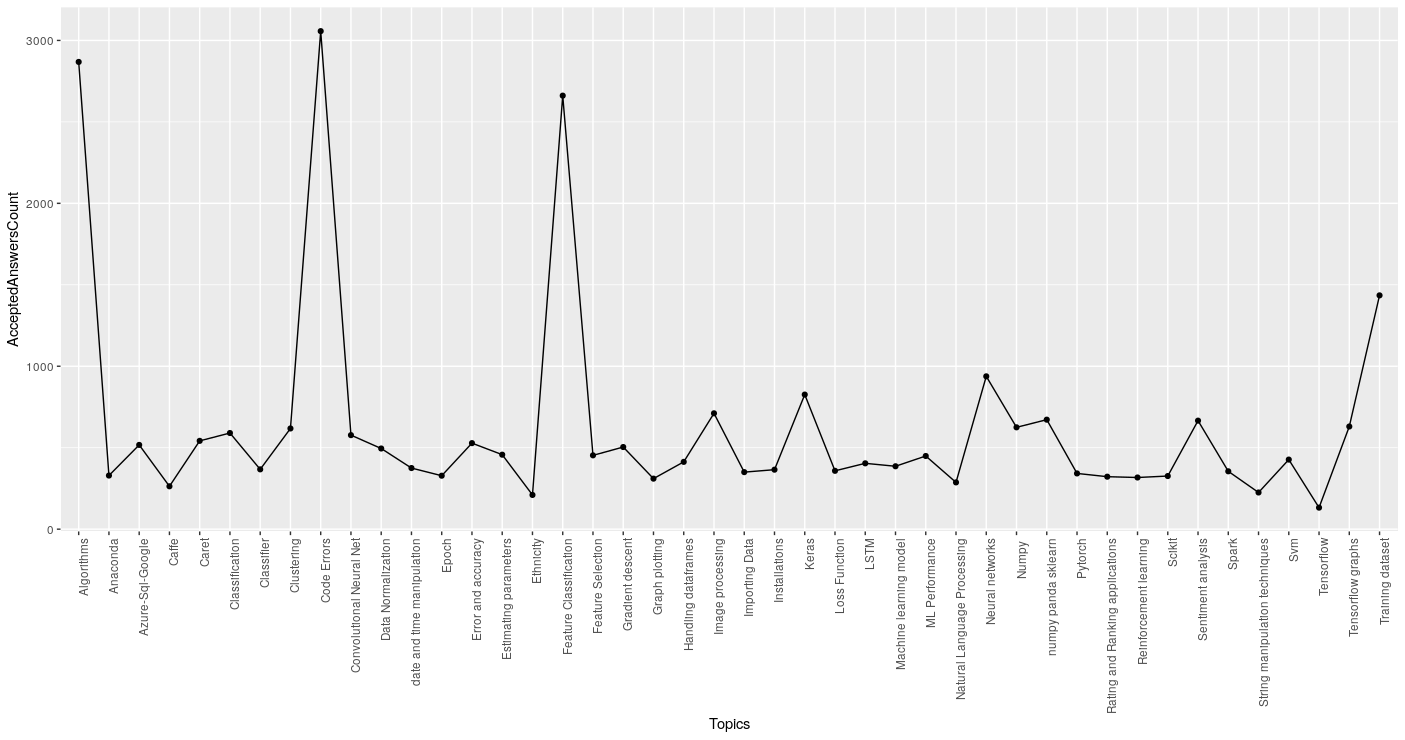 3000
2000
1000
0
AcceptedAnswersCount
Algorithms
Anaconda
Azure-Sql-Google
Caffe
Caret
Classification
Classifier
Clustering
Code Errors
Convolutional Neural Net
Data Normalization
date and time manipulation
Epoch
Error and accuracy
Estimating parameters
Ethnicity
Feature Classification
Feature Selection
Gradient descent
Graph plotting
Handling dataframes
Image processing
Importing Data
Installations
Keras
Loss Function
LSTM
Machine learning model
ML Performance
Natural Language Processing
Neural networks
Numpy
numpy panda sklearn
Pytorch
Rating and Ranking applications
Reinforcement learning
Scikit
Sentiment analysis
Spark
String manipulation techniques
Svm
Tensorflow
Tensorflow graphs
Training dataset
Topics